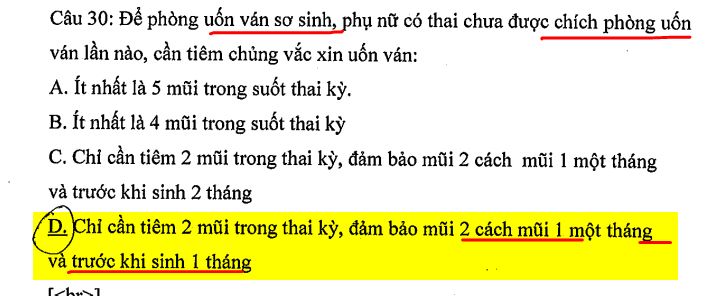 Câu 30: Để phòng uốn ván sơ sinh, phụ nữ có thai chưa được chích phòng uốn
ván lần nào, cần tiêm chủng vắc xin uốn ván:
A. Ít nhất là 5 mũi trong suốt thai kỳ.
B. Ít nhất là 4 mũi trong suốt thai kỳ
C. Chỉ cần tiêm 2 mũi trong thai kỳ, đảm bảo mũi 2 cách mũi 1 một tháng
và trước khi sinh 2 tháng
D. Chỉ cần tiêm 2 mũi trong thai kỳ, đảm bảo mũi 2 cách mũi 1 một tháng
và trước khi sinh 1 tháng
[<br>]